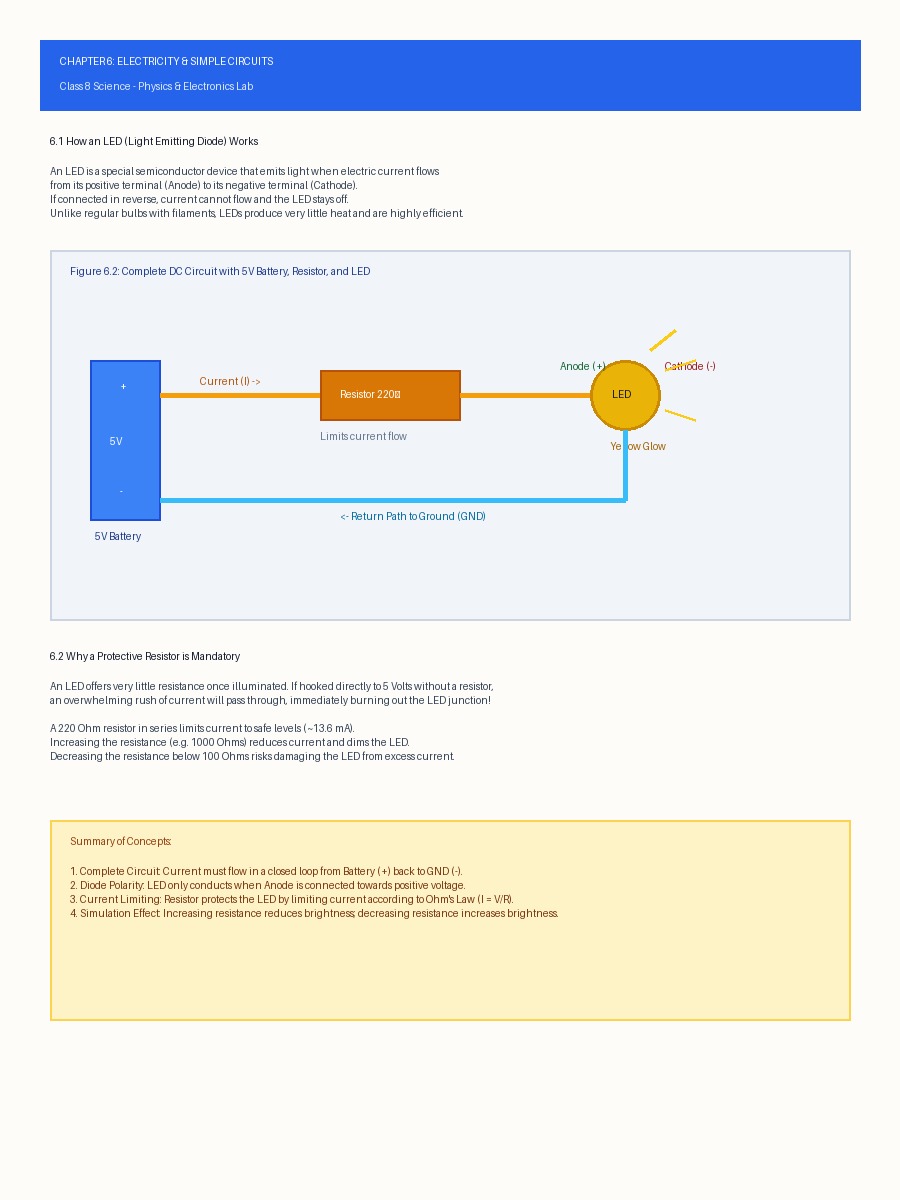 CHAPTER 6: ELECTRICITY & SIMPLE CIRCUITS
Class 8 Science - Physics & Electronics Lab
6.1 How an LED (Light Emitting Diode) Works
An LED is a special semiconductor device that emits light when electric current flows
from its positive terminal (Anode) to its negative terminal (Cathode).
If connected in reverse, current cannot flow and the LED stays off.
Unlike regular bulbs with filaments, LEDs produce very little heat and are highly efficient.
Figure 6.2: Complete DC Circuit with 5V Battery, Resistor, and LED
Anode (+)
Cathode (-)
+
Current (I) ->
Resistor 220
LED
5V
Limits current flow
Yellow Glow
-
<- Return Path to Ground (GND)
5V Battery
6.2 Why a Protective Resistor is Mandatory
An LED offers very little resistance once illuminated. If hooked directly to 5 Volts without a resistor,
an overwhelming rush of current will pass through, immediately burning out the LED junction!
A 220 Ohm resistor in series limits current to safe levels (~13.6 mA).
Increasing the resistance (e.g. 1000 Ohms) reduces current and dims the LED.
Decreasing the resistance below 100 Ohms risks damaging the LED from excess current.
Summary of Concepts:
1. Complete Circuit: Current must flow in a closed loop from Battery (+) back to GND (-).
2. Diode Polarity: LED only conducts when Anode is connected towards positive voltage.
3. Current Limiting: Resistor protects the LED by limiting current according to Ohm's Law (I = V/R).
4. Simulation Effect: Increasing resistance reduces brightness; decreasing resistance increases brightness.